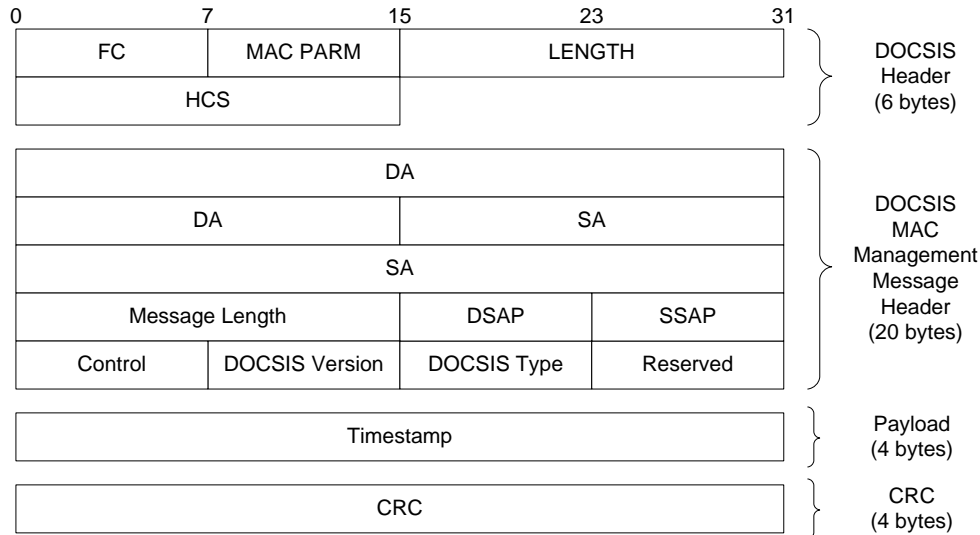 0 7 15 23 31
FC MAC PARM LENGTH
HCS
DOCSIS
Header
(6 bytes)
DA
DA SA
SA
Message Length DSAP SSAP
Control DOCSIS Version DOCSIS Type Reserved
DOCSIS
MAC
Management
Message
Header
(20 bytes)
Timestamp
Payload
(4 bytes)
CRC
CRC
(4 bytes)